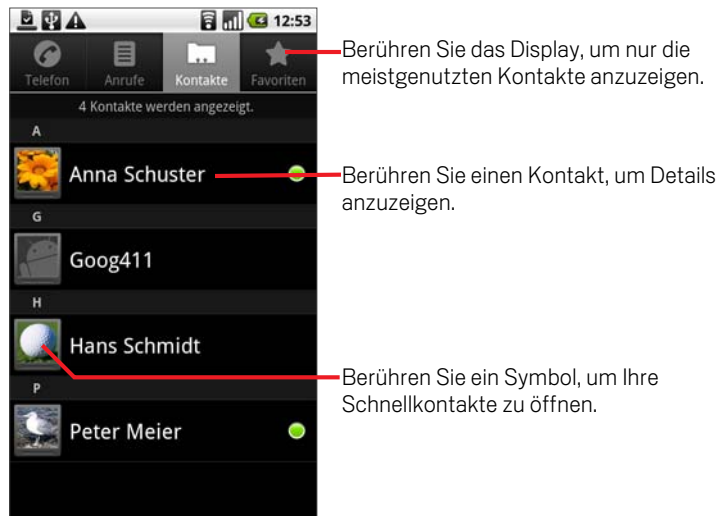 12:53
Telefon Anrufe Kontakte Favoriten
4 Kontakte werden angezeigt.
A
Anna Schuster
G
Goog411
H
Hans Schmidt
P
Peter Meier
Berühren Sie das Display, um nur die
meistgenutzten Kontakte anzuzeigen.
Berühren Sie einen Kontakt, um Details
anzuzeigen.
Berühren Sie ein Symbol, um Ihre
Schnellkontakte zu öffnen.